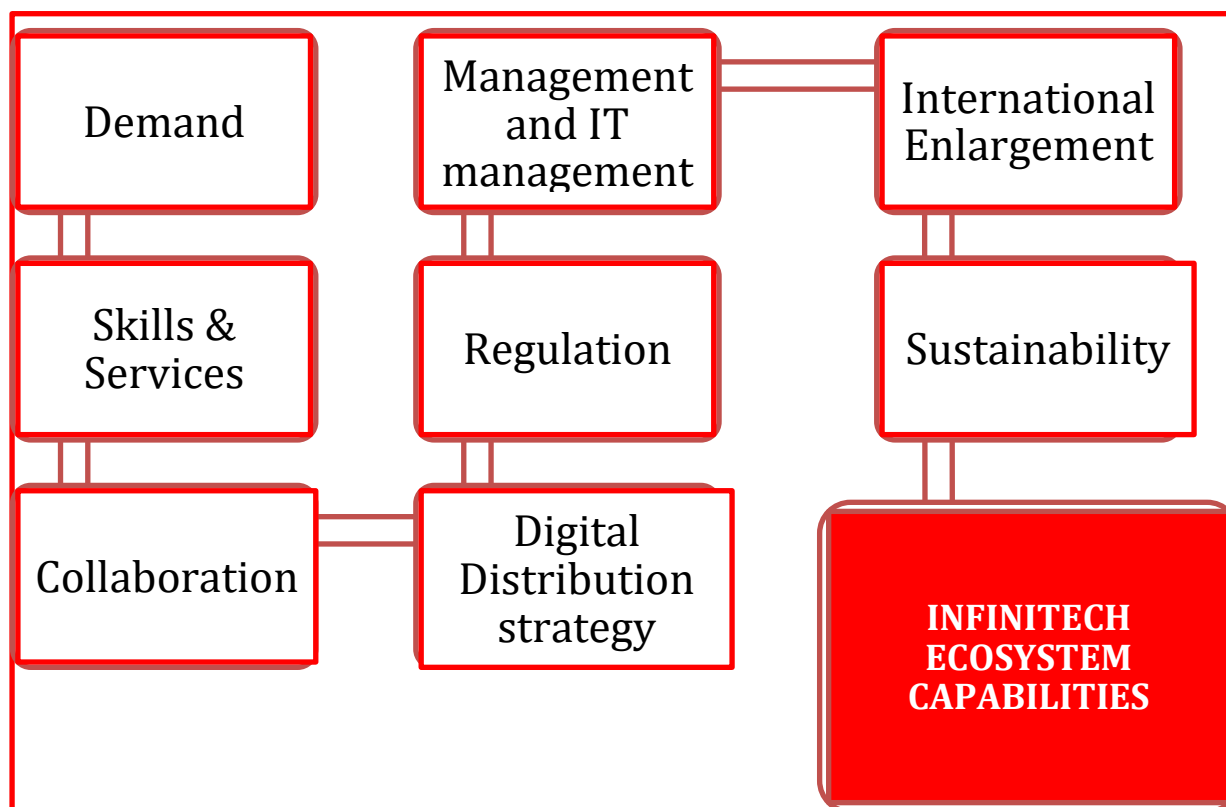 Demand
Skills &
Services
Collaboration
Digital
Distribution
strategy
Regulation
Management
and IT
management
International
Enlargement
Sustainability
INFINITECH
ECOSYSTEM
CAPABILITIES